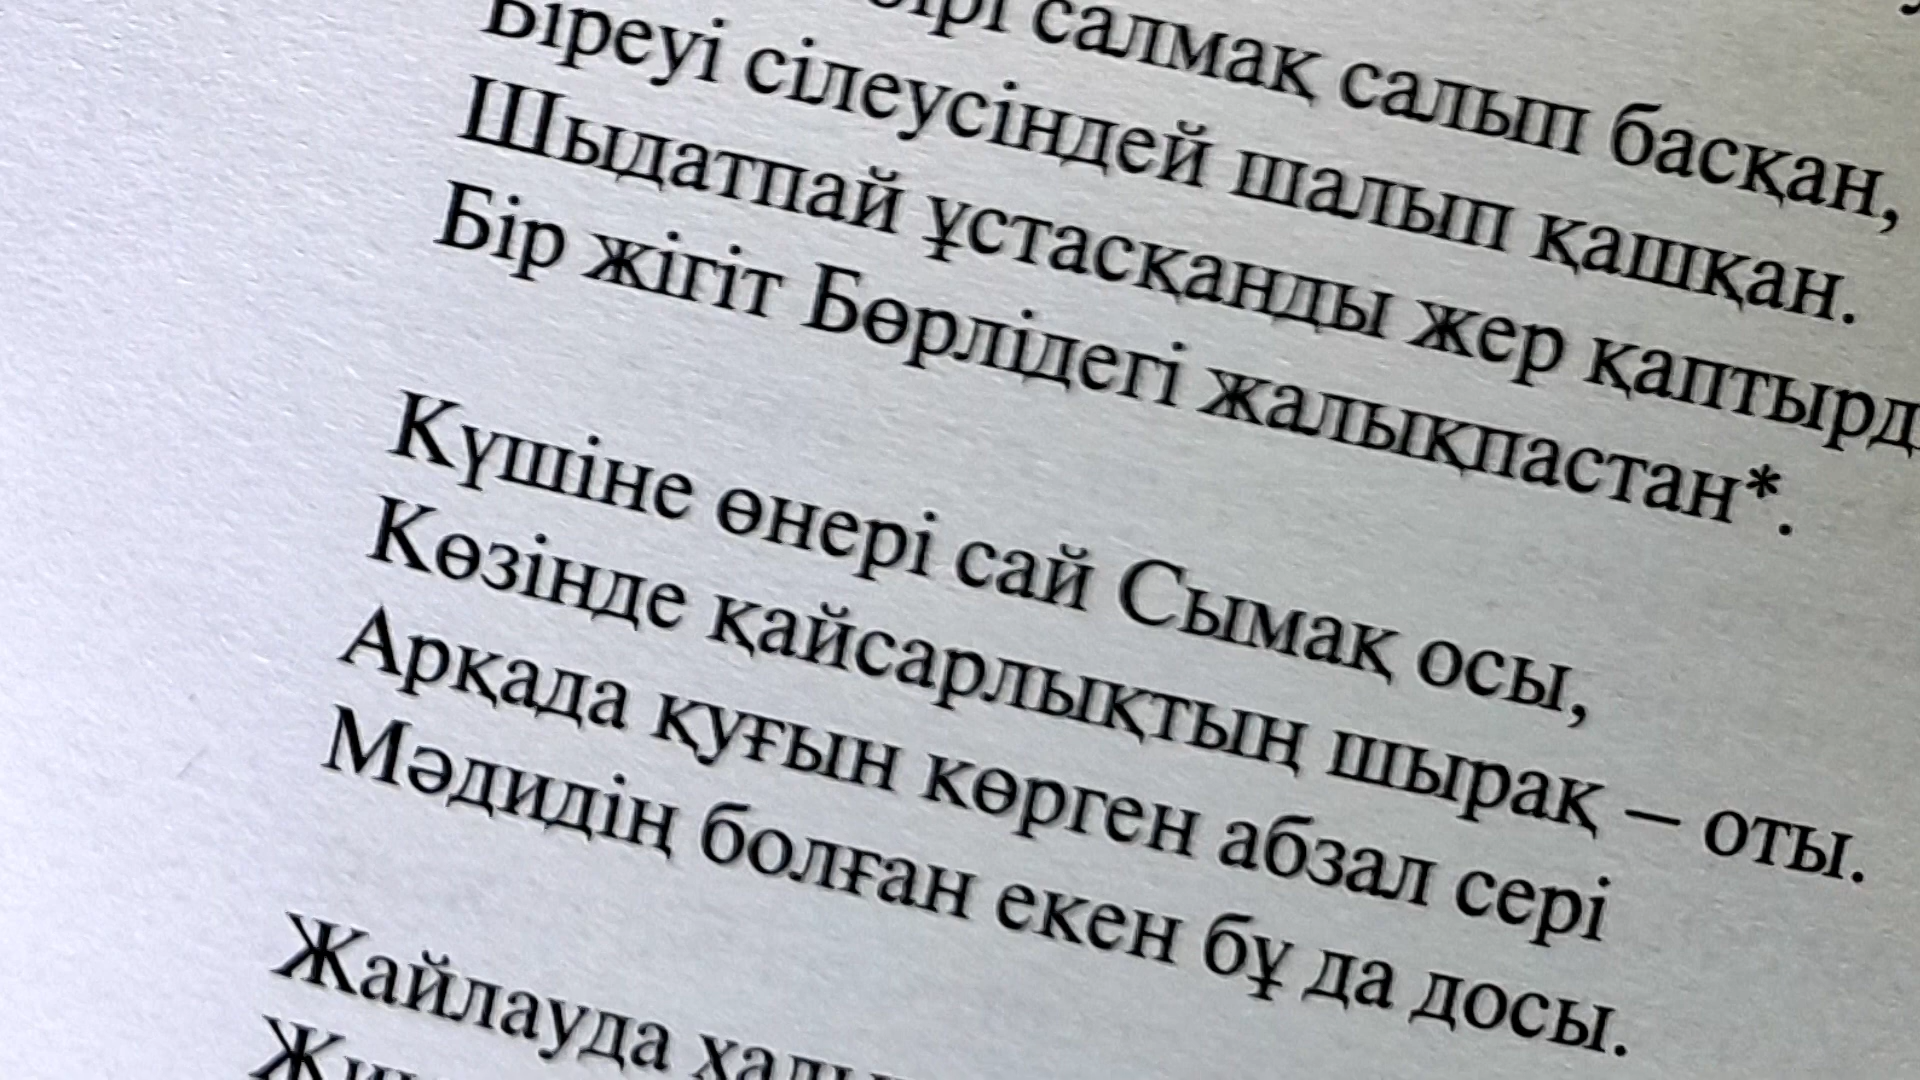 салмақ салып басқан,
Біреуі сілеусіндей шалып қашқан.
Шыдатпай ұстасқанды жер қаптырд
Бір жігіт Бөрлідегі жалықпастан*.
Күшіне өнері сай Сымақ осы,
Көзінде қайсарлықтың шырақ – оты.
Арқада қуғын көрген абзал сері
Мәдидің болған екен бұ да досы.
Жайлауда